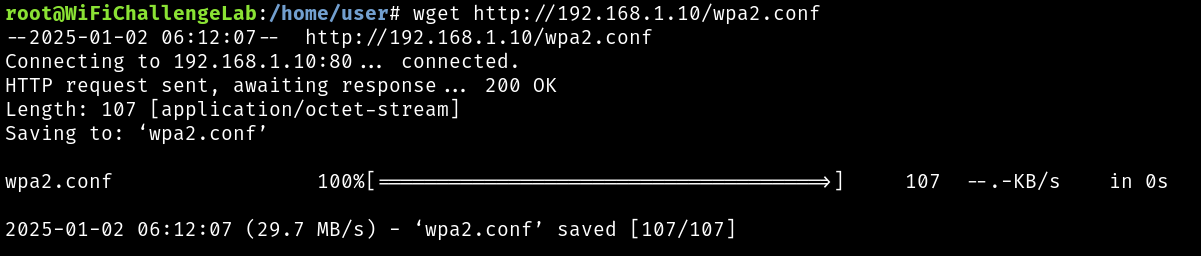 root@WiFiChallengeLab:/home/user# wget http://192.168.1.10/wpa2.conf
--2025-01-02 06:12:07--  http://192.168.1.10/wpa2.conf
Connecting to 192.168.1.10:80... connected.
HTTP request sent, awaiting response... 200 OK
Length: 107 [application/octet-stream]
Saving to: ‘wpa2.conf’
wpa2.conf 100%[===================================>] 107 --.-KB/s in 0s
2025-01-02 06:12:07 (29.7 MB/s) - ‘wpa2.conf’ saved [107/107]